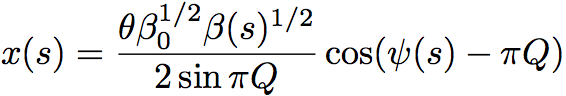 x(s) = \frac{\theta \beta_0^{1/2} \beta(s)^{1/2}}{2 \sin \pi Q} \cos(\psi(s) - \pi Q)